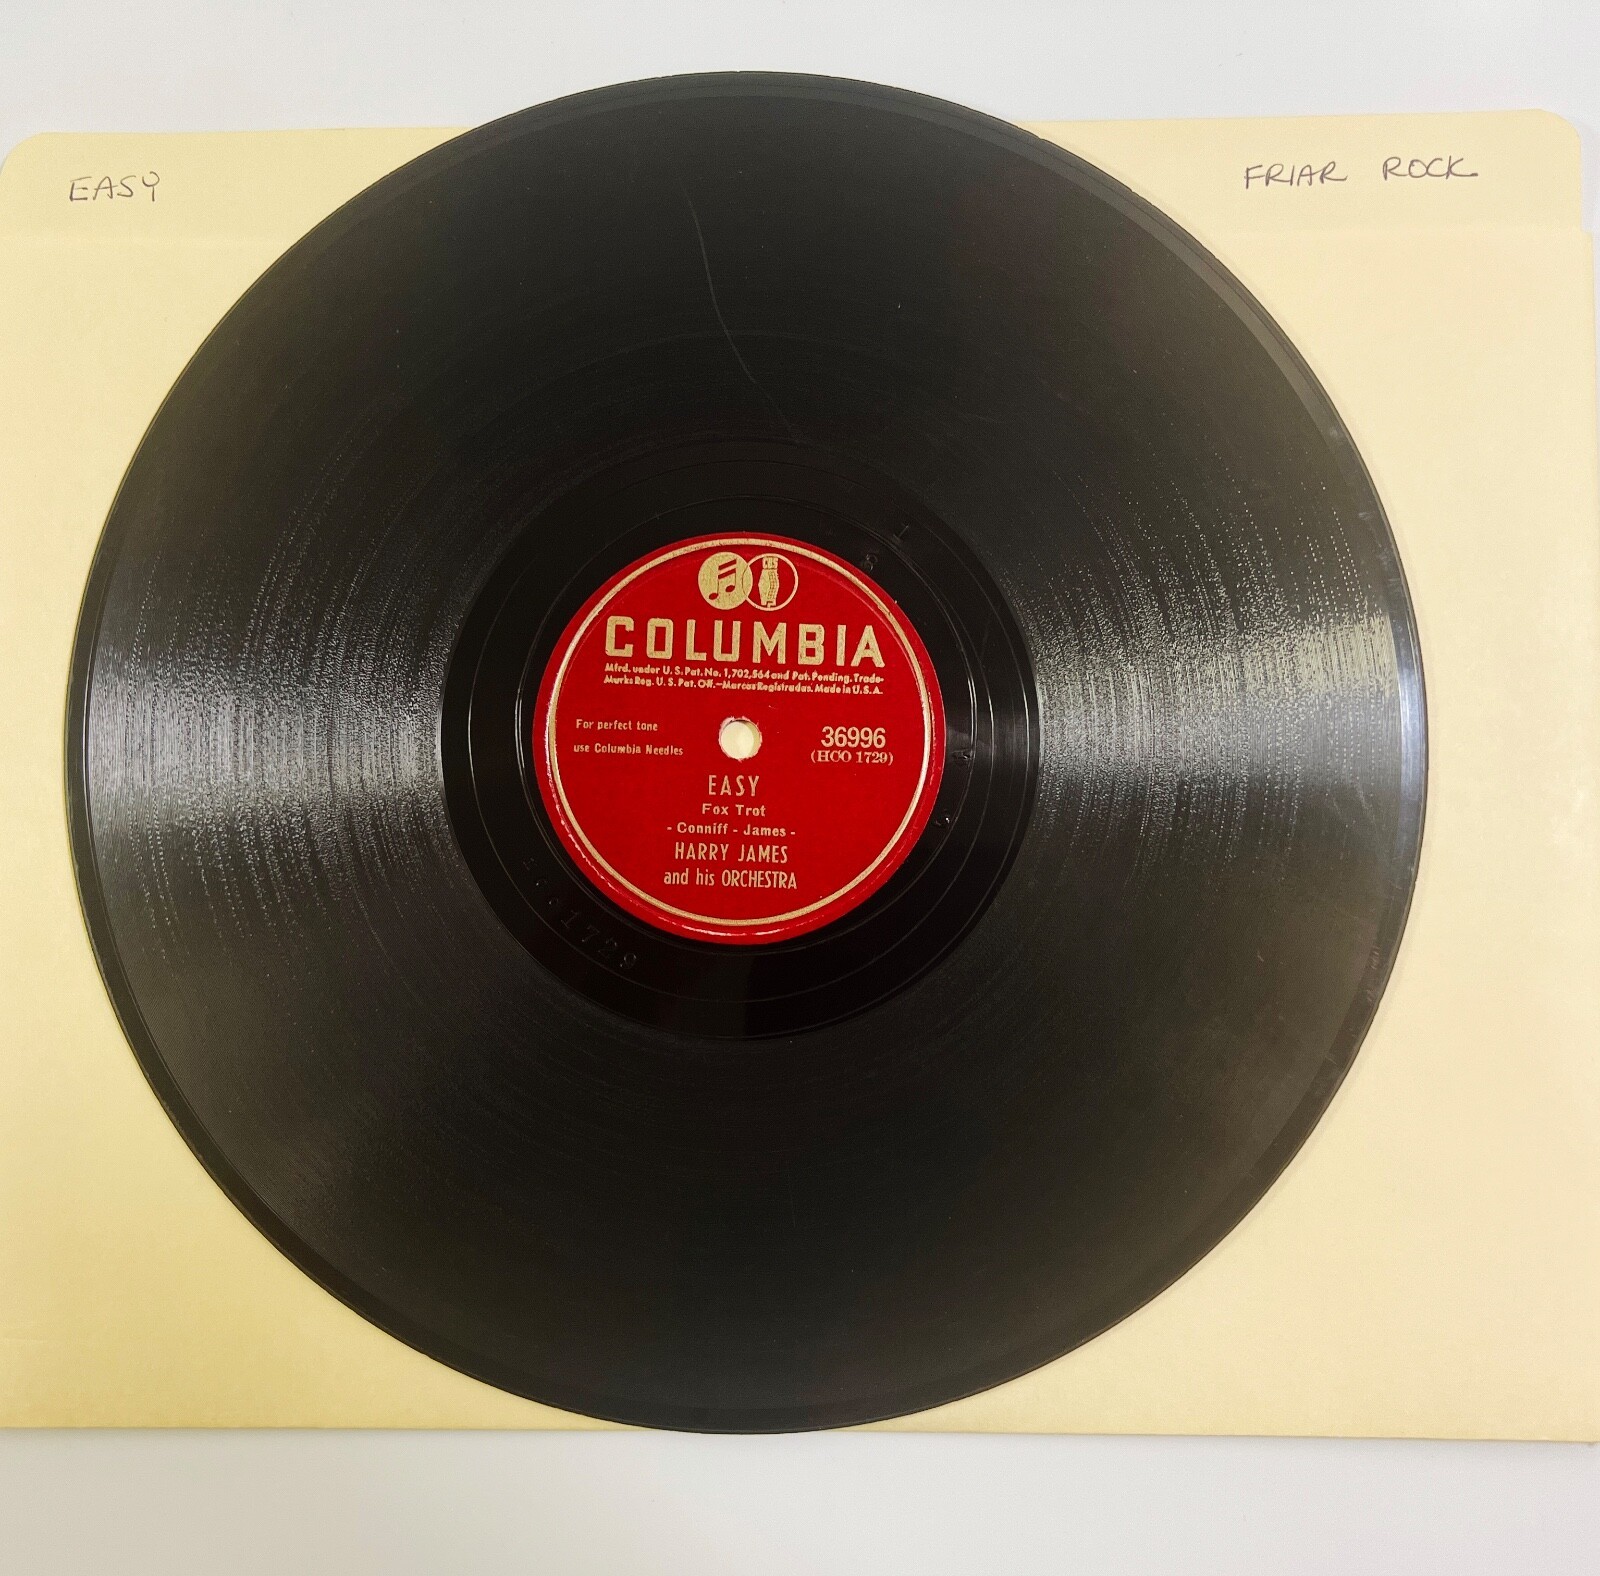 EASY
FRIAR ROCK
CBS
COLUMBIA
Mfrd. under U. S. Pat. No. 1,702,564 and Pat. Pending. Trade-
Marks Reg. U. S. Pat. Off.—Marcas Registradas. Made in U.S.A.
For perfect tone
use Columbia Needles
36996
(HCO 1729)
EASY
Fox Trot
- Conniff - James -
HARRY JAMES
and his ORCHESTRA
1729